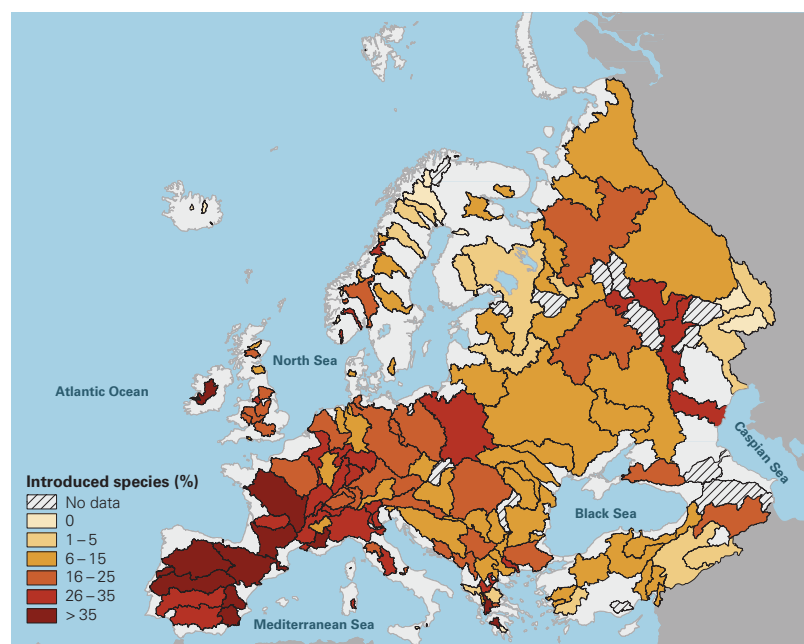 North Sea
Atlantic Ocean
Caspian Sea
Introduced species (%)
No data
0
1–5
6–15
16–25
26–35
> 35
Black Sea
Mediterranean Sea